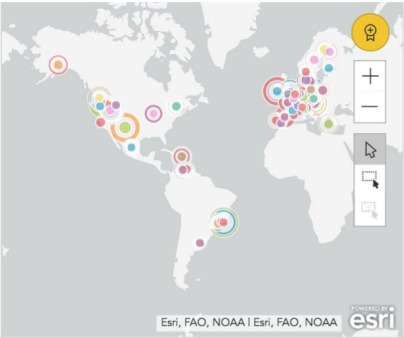 Esri, FAO, NOAA | Esri, FAO, NOAA
POWERED BY
esri